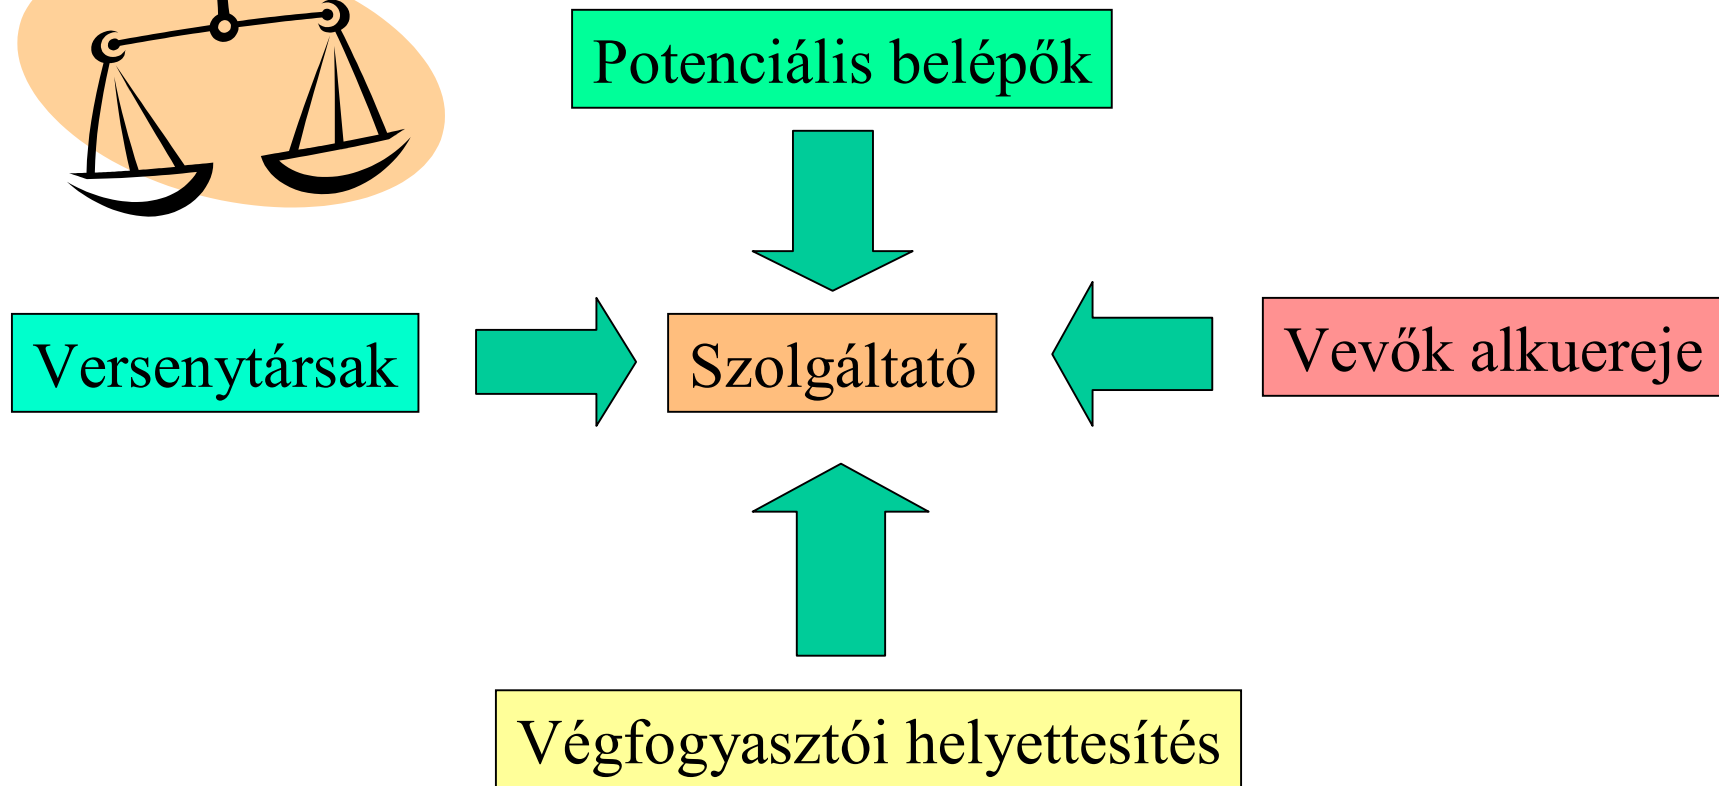 Potenciális belépők
Versenytársak
Szolgáltató
Vevők alkuereje
Végfogyasztói helyettesítés